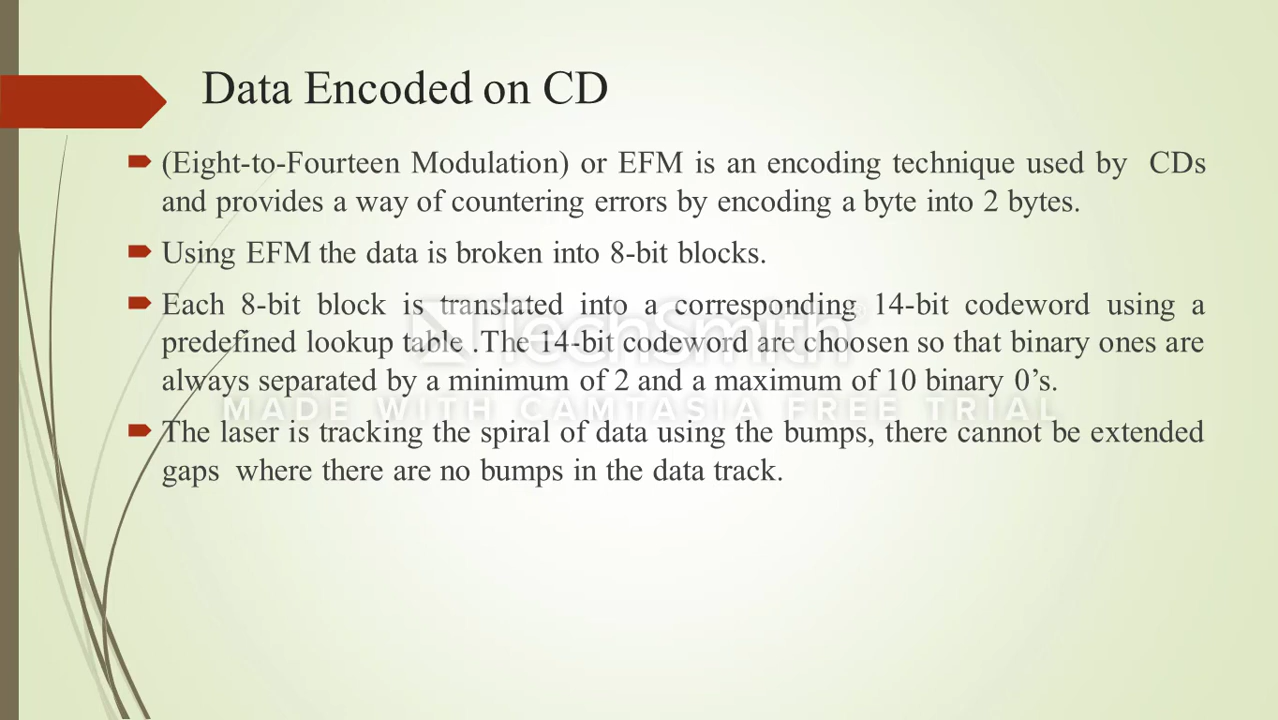 Data Encoded on CD
(Eight-to-Fourteen Modulation) or EFM is an encoding technique used by CDs
and provides a way of countering errors by encoding a byte into 2 bytes.
Using EFM the data is broken into 8-bit blocks.
Each 8-bit block is translated into a corresponding 14-bit codeword using a
predefined lookup table .The 14-bit codeword are choosen so that binary ones are
always separated by a minimum of 2 and a maximum of 10 binary 0’s.
TechSmith®
MADE WITH CAMTASIA FREE TRIAL
The laser is tracking the spiral of data using the bumps, there cannot be extended
gaps where there are no bumps in the data track.